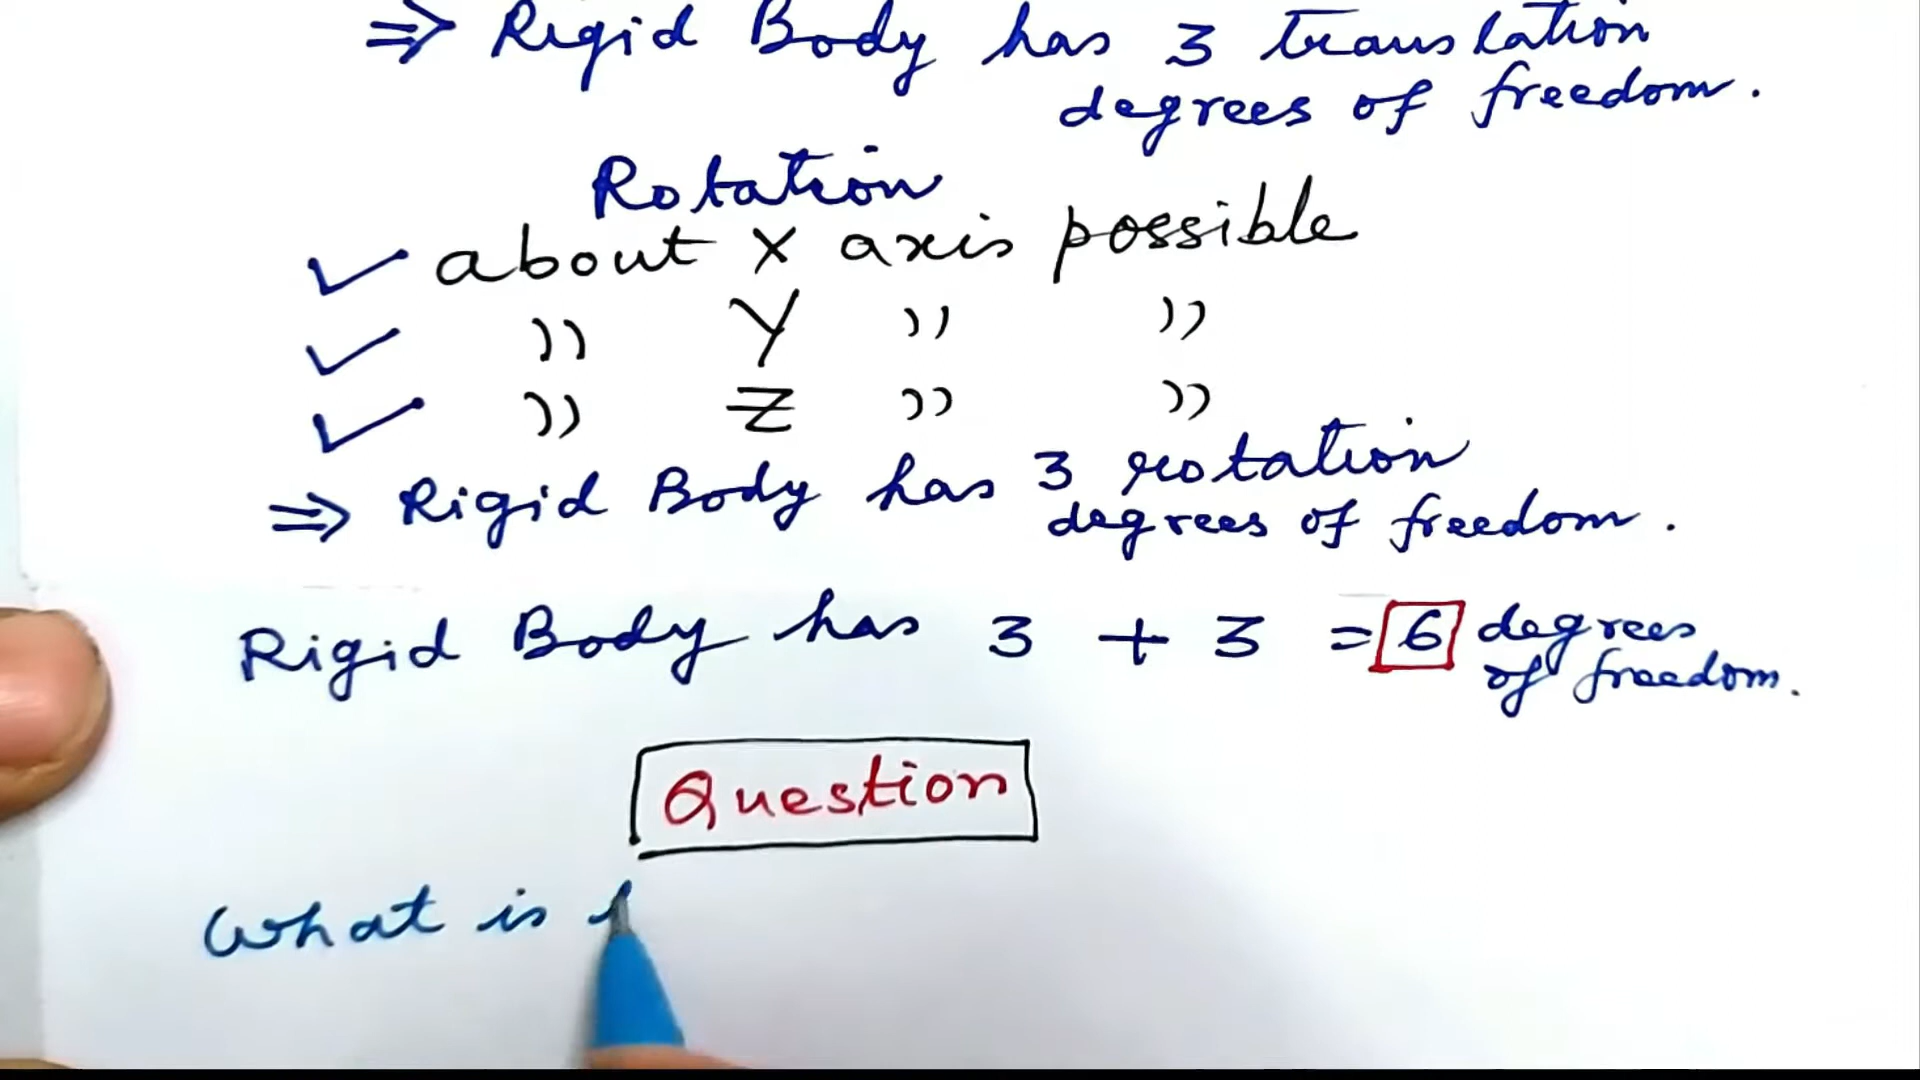 ⇒ Rigid Body has 3 translation
degrees of freedom.
Rotation
✓ about X axis possible
✓ )) Y )) ))
✓ )) Z )) ))
⇒ Rigid Body has 3 rotation
degrees of freedom.
Rigid Body has 3 + 3 = 6 degrees
of freedom.
Question
What is